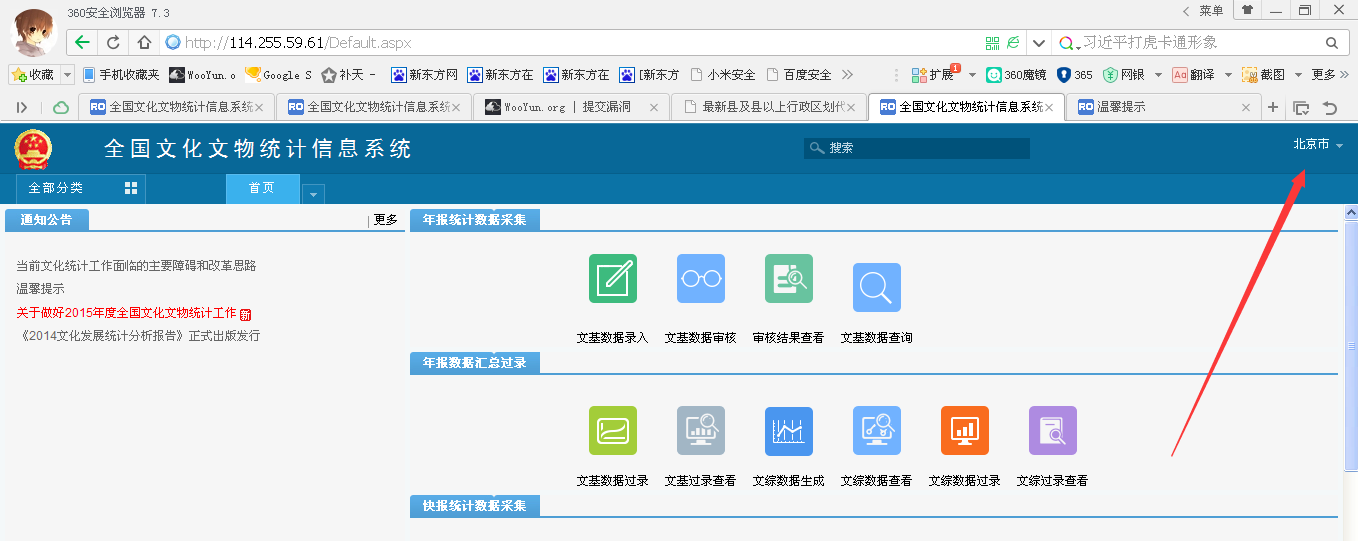 360安全浏览器 7.3
菜单
http://114.255.59.61/Default.aspx
习近平打虎卡通形象
收藏 手机收藏夹 WooYun.o Google S 补天 - 新东方网 新东方在 新东方在 [新东方 小米安全 百度安全 扩展 1 360魔镜 365 网银 Aa 翻译 截图 更多
RO 全国文化文物统计信息系统 RO 全国文化文物统计信息系统 WooYun.org | 提交漏洞 最新县及县以上行政区划代 RO 全国文化文物统计信息系统 RO 温馨提示
全国文化文物统计信息系统
搜索
北京市
全部分类
首页
通知公告
更多
当前文化统计工作面临的主要障碍和改革思路
温馨提示
关于做好2015年度全国文化文物统计工作 新
《2014文化发展统计分析报告》正式出版发行
年报统计数据采集
文基数据录入 文基数据审核 审核结果查看 文基数据查询
年报数据汇总过录
文基数据过录 文基过录查看 文综数据生成 文综数据查看 文综数据过录 文综过录查看
快报统计数据采集